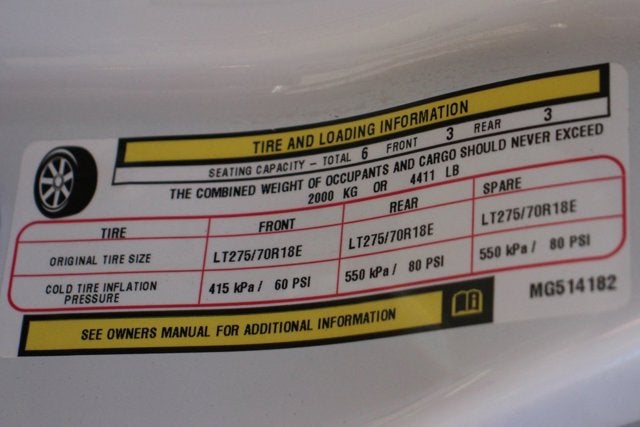 TIRE AND LOADING INFORMATION
SEATING CAPACITY – TOTAL 6 FRONT 3 REAR 3
THE COMBINED WEIGHT OF OCCUPANTS AND CARGO SHOULD NEVER EXCEED
2000 KG OR 4411 LB
TIRE FRONT REAR SPARE
ORIGINAL TIRE SIZE LT275/70R18E LT275/70R18E LT275/70R18E
COLD TIRE INFLATION PRESSURE 415 kPa / 60 PSI 550 kPa / 80 PSI 550 kPa / 80 PSI
SEE OWNERS MANUAL FOR ADDITIONAL INFORMATION
MG514182